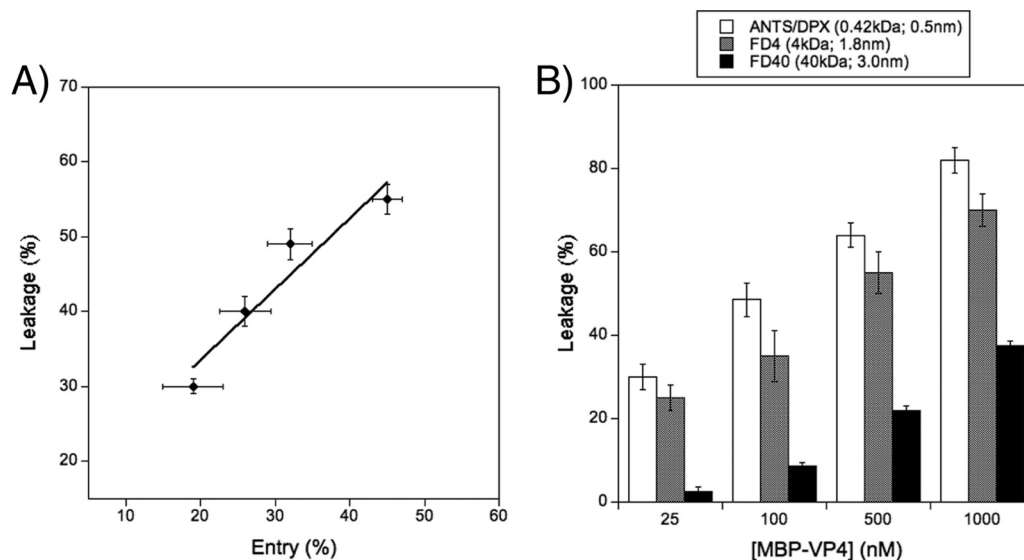 A)
70
60
50
40
30
20
Leakage (%)
10 20 30 40 50 60
Entry (%)
B)
ANTS/DPX (0.42kDa; 0.5nm)
FD4 (4kDa; 1.8nm)
FD40 (40kDa; 3.0nm)
100
80
60
40
20
0
Leakage (%)
25 100 500 1000
[MBP-VP4] (nM)